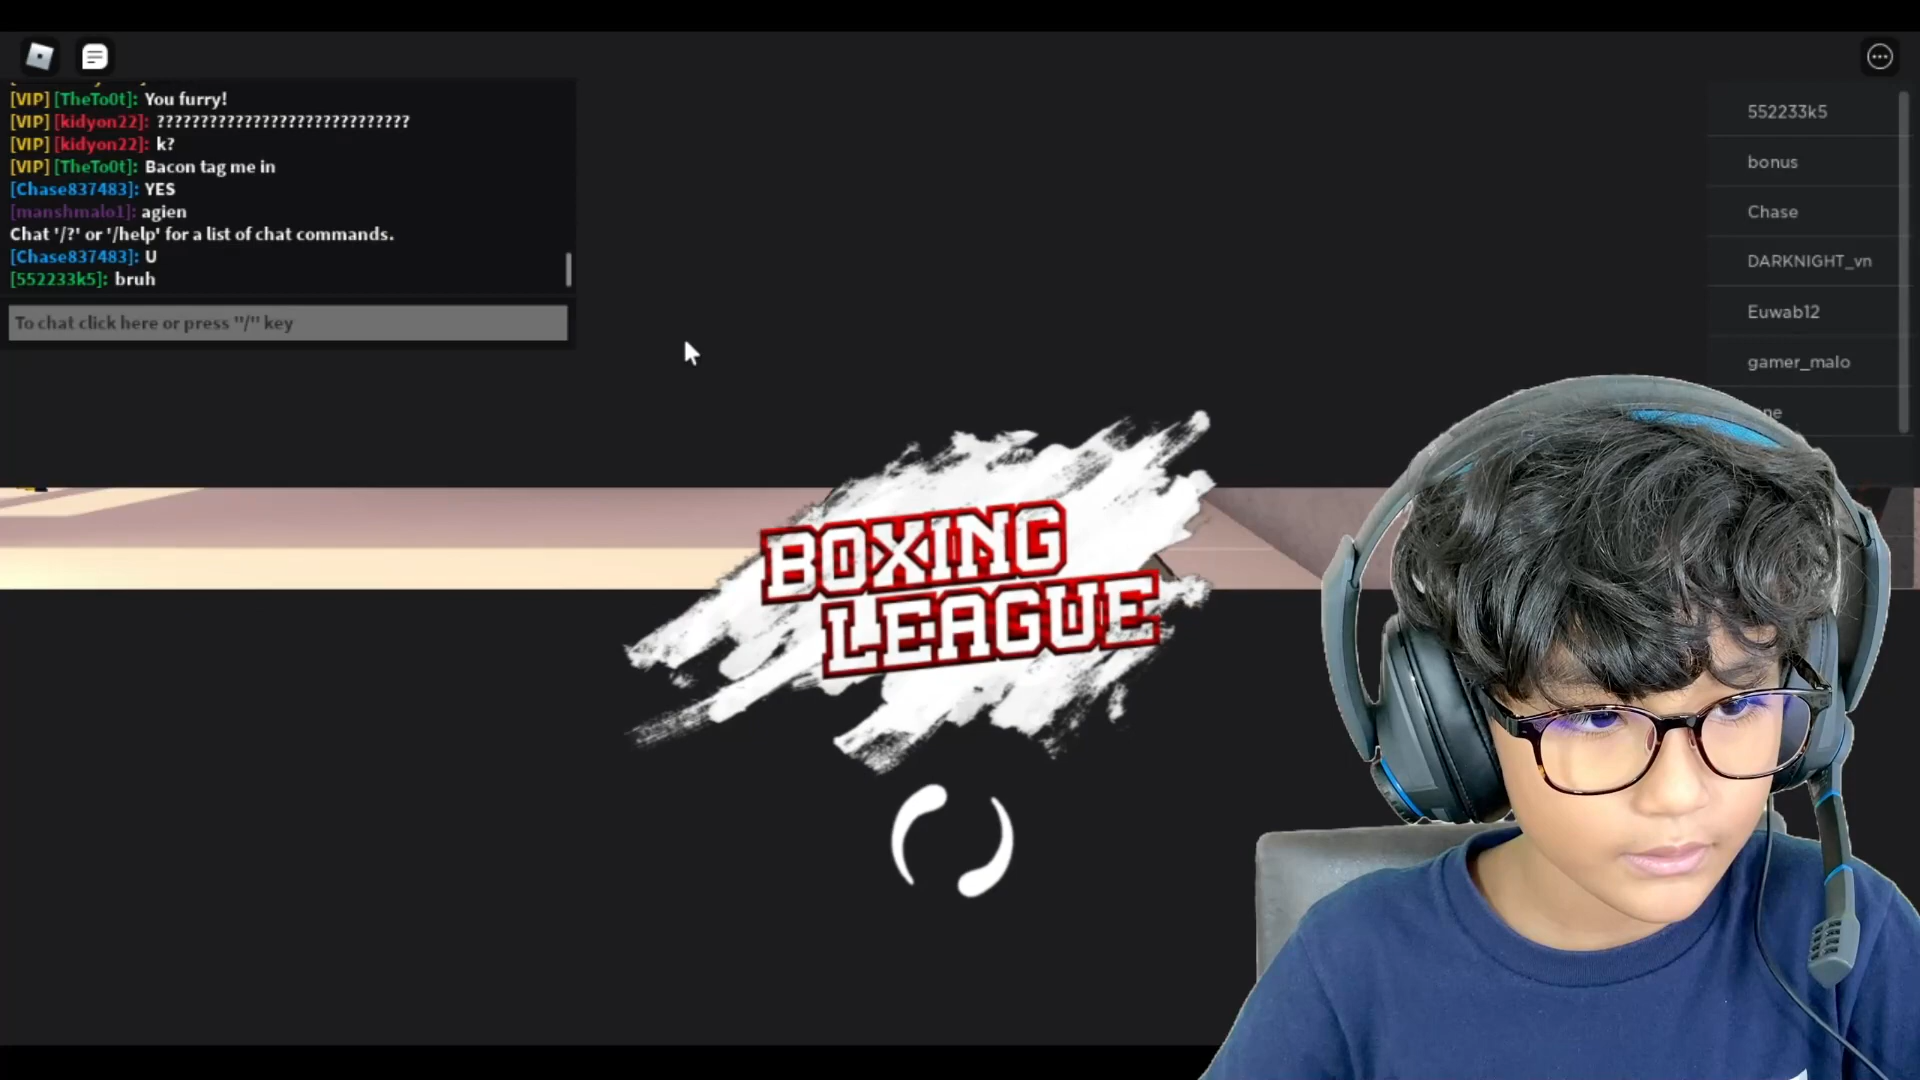 [VIP] [TheTo0t]: You furry!
[VIP] [kidyon22]: ?????????????????????????????
[VIP] [kidyon22]: k?
[VIP] [TheTo0t]: Bacon tag me in
[Chase837483]: YES
[manshmalo1]: agien
Chat '/?' or '/help' for a list of chat commands.
[Chase837483]: U
[552233k5]: bruh
To chat click here or press "/" key
552233k5
bonus
Chase
DARKNIGHT_vn
Euwab12
gamer_malo
BOXING
LEAGUE